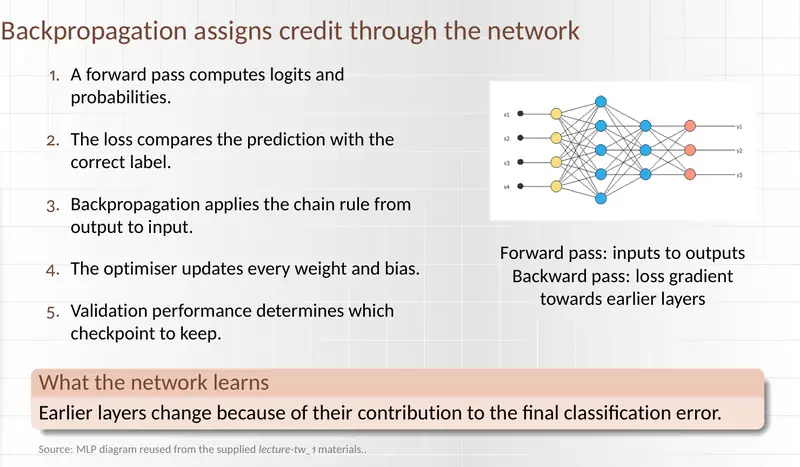 Backpropagation assigns credit through the network
1. A forward pass computes logits and
probabilities.
2. The loss compares the prediction with the
correct label.
3. Backpropagation applies the chain rule from
output to input.
4. The optimiser updates every weight and bias.
5. Validation performance determines which
checkpoint to keep.
x1
x2
x3
x4
y1
y2
y3
Forward pass: inputs to outputs
Backward pass: loss gradient
towards earlier layers
What the network learns
Earlier layers change because of their contribution to the final classification error.
Source: MLP diagram reused from the supplied lecture-tw_1 materials..